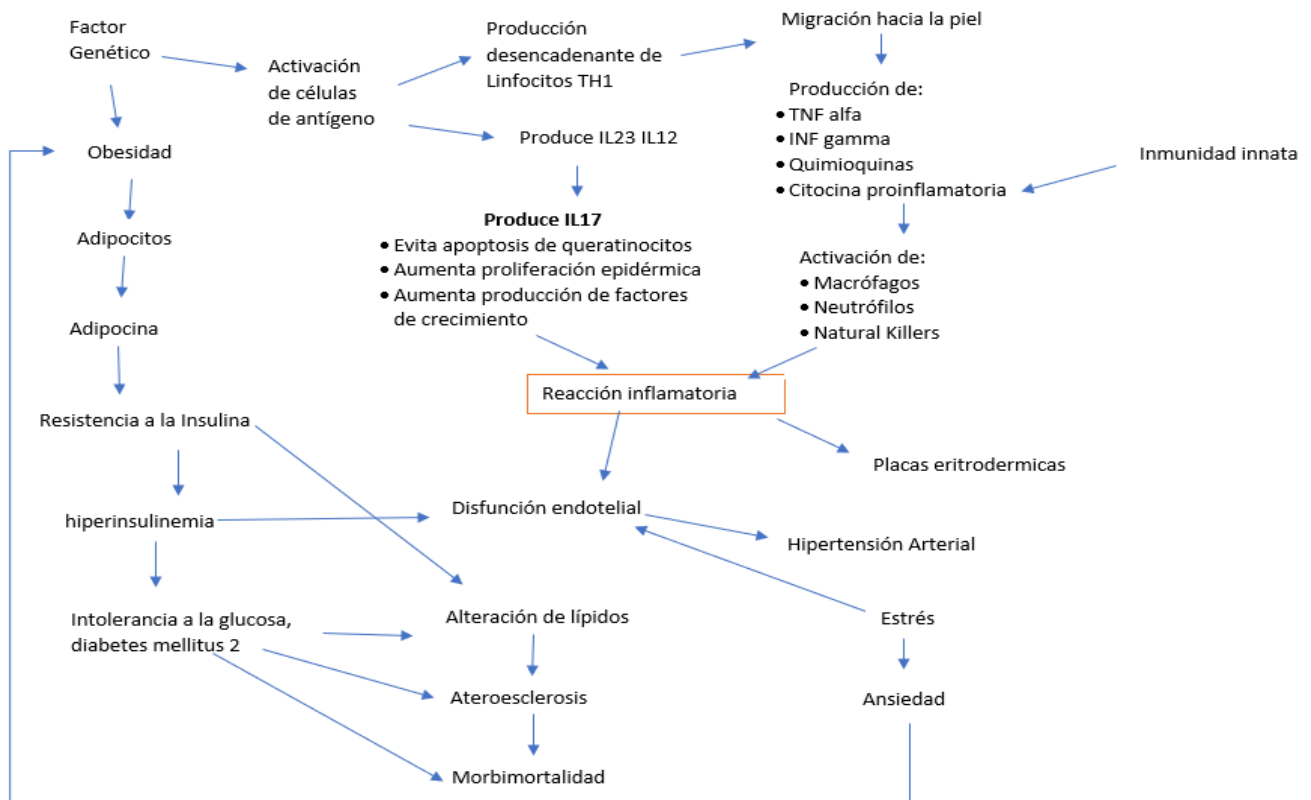 Factor
Genético
Activación
de células
de antígeno
Producción
desencadenante de
Linfocitos TH1
Migración hacia la piel
Producción de:
• TNF alfa
• INF gamma
• Quimioquinas
• Citocina proinflamatoria
Inmunidad innata
Obesidad
Produce IL23 IL12
Produce IL17
• Evita apoptosis de queratinocitos
• Aumenta proliferación epidérmica
• Aumenta producción de factores
de crecimiento
Activación de:
• Macrófagos
• Neutrófilos
• Natural Killers
Adipocitos
Adipocina
Reacción inflamatoria
Resistencia a la Insulina
Placas eritrodermicas
hiperinsulinemia
Disfunción endotelial
Hipertensión Arterial
Intolerancia a la glucosa,
diabetes mellitus 2
Alteración de lípidos
Estrés
Ateroesclerosis
Ansiedad
Morbimortalidad